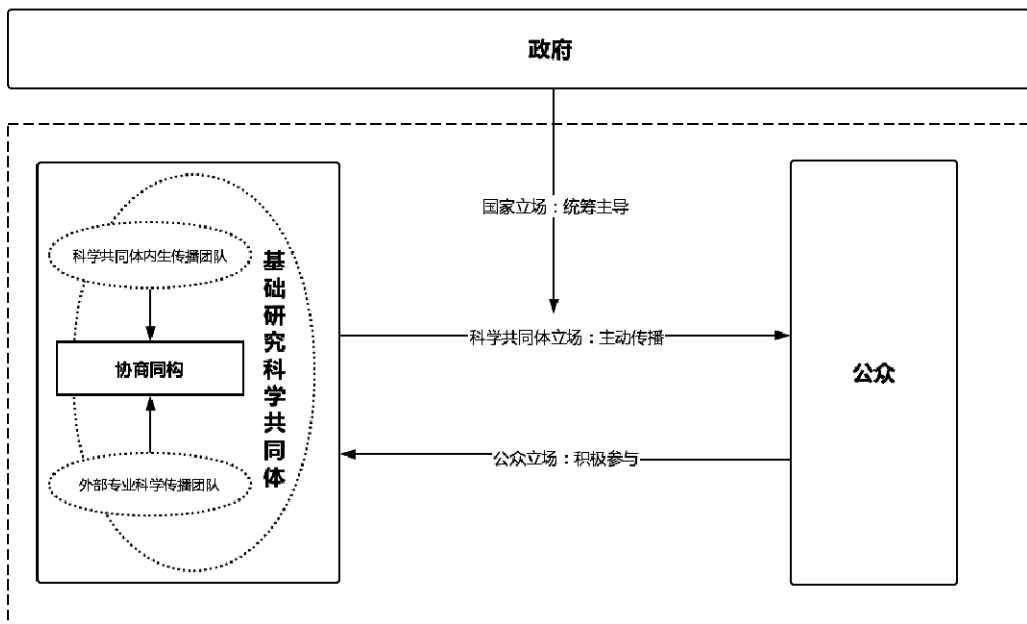 政府
国家立场：统筹主导
科学共同体内生传播团队
协商同构
外部专业科学传播团队
基础研究科学共同体
科学共同体立场：主动传播
公众立场：积极参与
公众